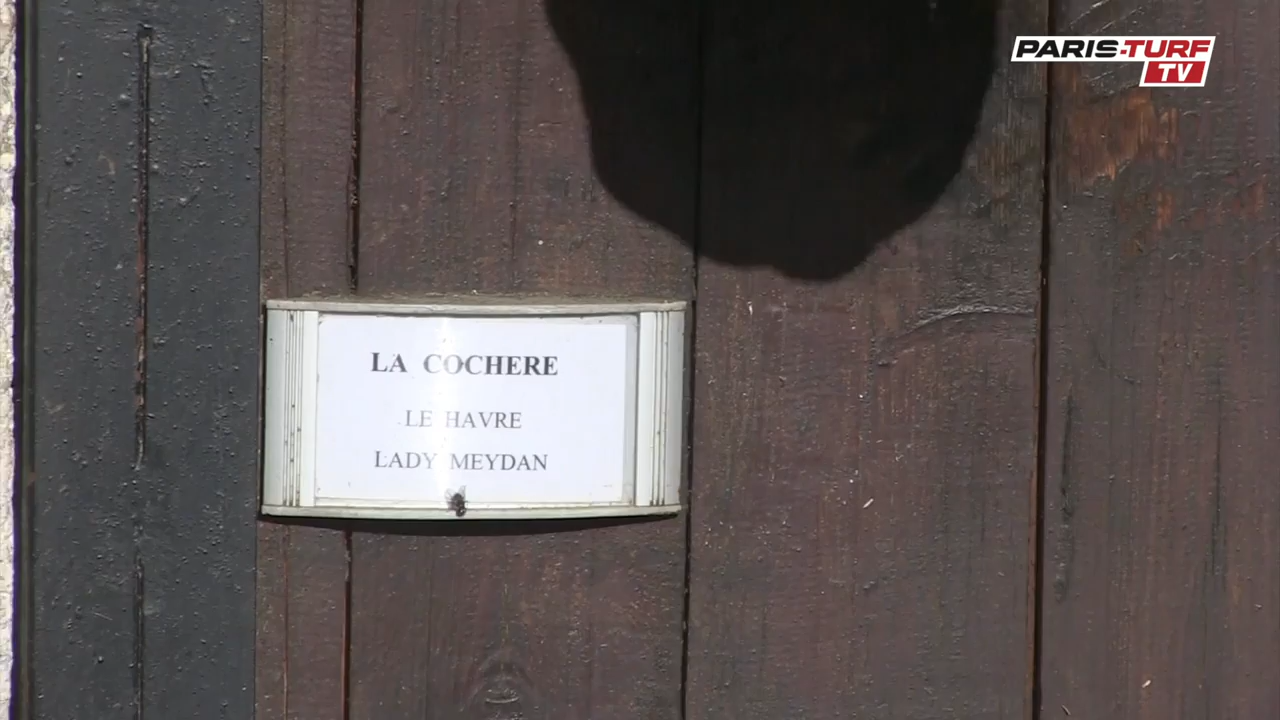 PARIS-TURF
TV
LA COCHERE
LE HAVRE
LADY MEYDAN